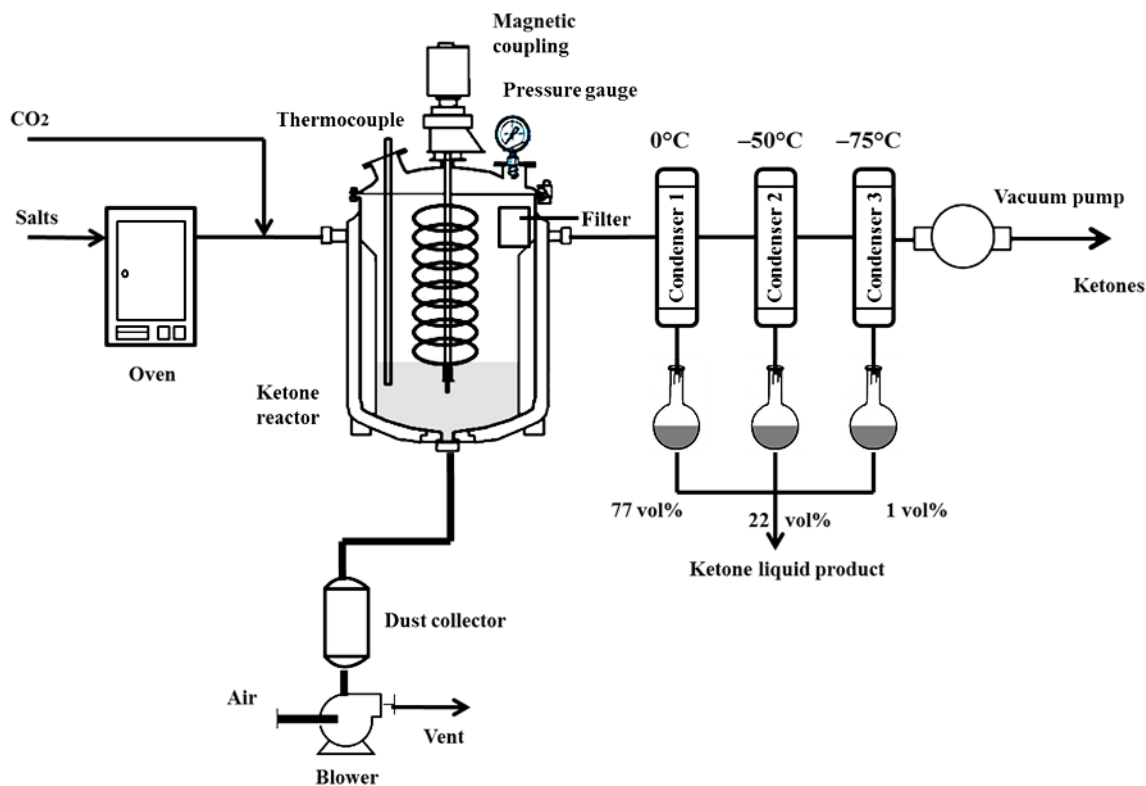 Magnetic
coupling
Pressure gauge
CO2
Thermocouple
0°C
–50°C
–75°C
Salts
Filter
Condenser 1
Condenser 2
Condenser 3
Vacuum pump
Ketones
Oven
Ketone
reactor
77 vol%
22 vol%
1 vol%
Ketone liquid product
Dust collector
Air
Vent
Blower